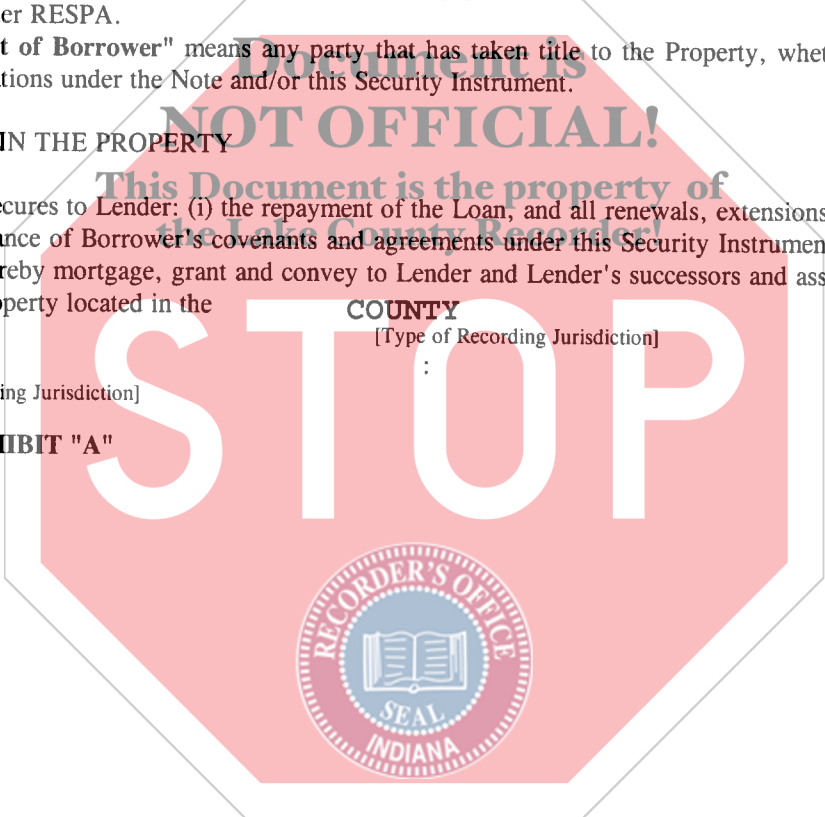 er RESPA.
t of Borrower" means any party that has taken title to the Property, whet
tions under the Note and/or this Security Instrument.
Document is
NOT OFFICIAL!
IN THE PROPERTY
This Document is the property of
the Lake County Recorder!
cures to Lender: (i) the repayment of the Loan, and all renewals, extensions
ance of Borrower's covenants and agreements under this Security Instrumen
reby mortgage, grant and convey to Lender and Lender's successors and ass
perty located in the COUNTY
[Type of Recording Jurisdiction]
:
ing Jurisdiction]
IIBIT "A"
STOP
RECORDER'S OFFICE
SEAL
INDIANA